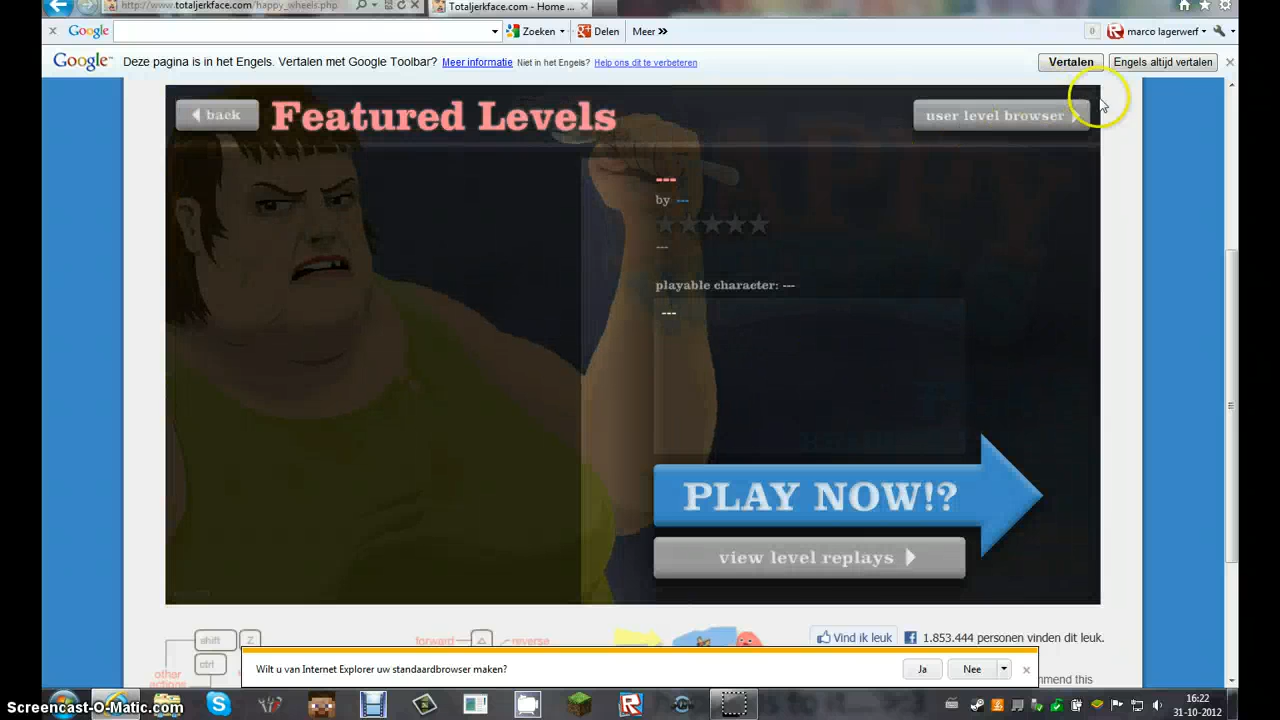 http://www.totaljerkface.com/happy_wheels.php
Totaljerkface.com - Home ...
Google
Zoeken
Delen
Meer »
0
marco lagerwerf
Google™
Deze pagina is in het Engels. Vertalen met Google Toolbar?
Meer informatie
Niet in het Engels?
Help ons dit te verbeteren
Vertalen
Engels altijd vertalen
back
Featured Levels
user level browser
---
by ---
---
playable character: ---
---
PLAY NOW!?
view level replays
shift
Z
ctrl
other
actions
forward
reverse
Vind ik leuk
1.853.444 personen vinden dit leuk.
mmend this
Wilt u van Internet Explorer uw standaardbrowser maken?
Ja
Nee
16:22
31-10-2012
Screencast-O-Matic.com